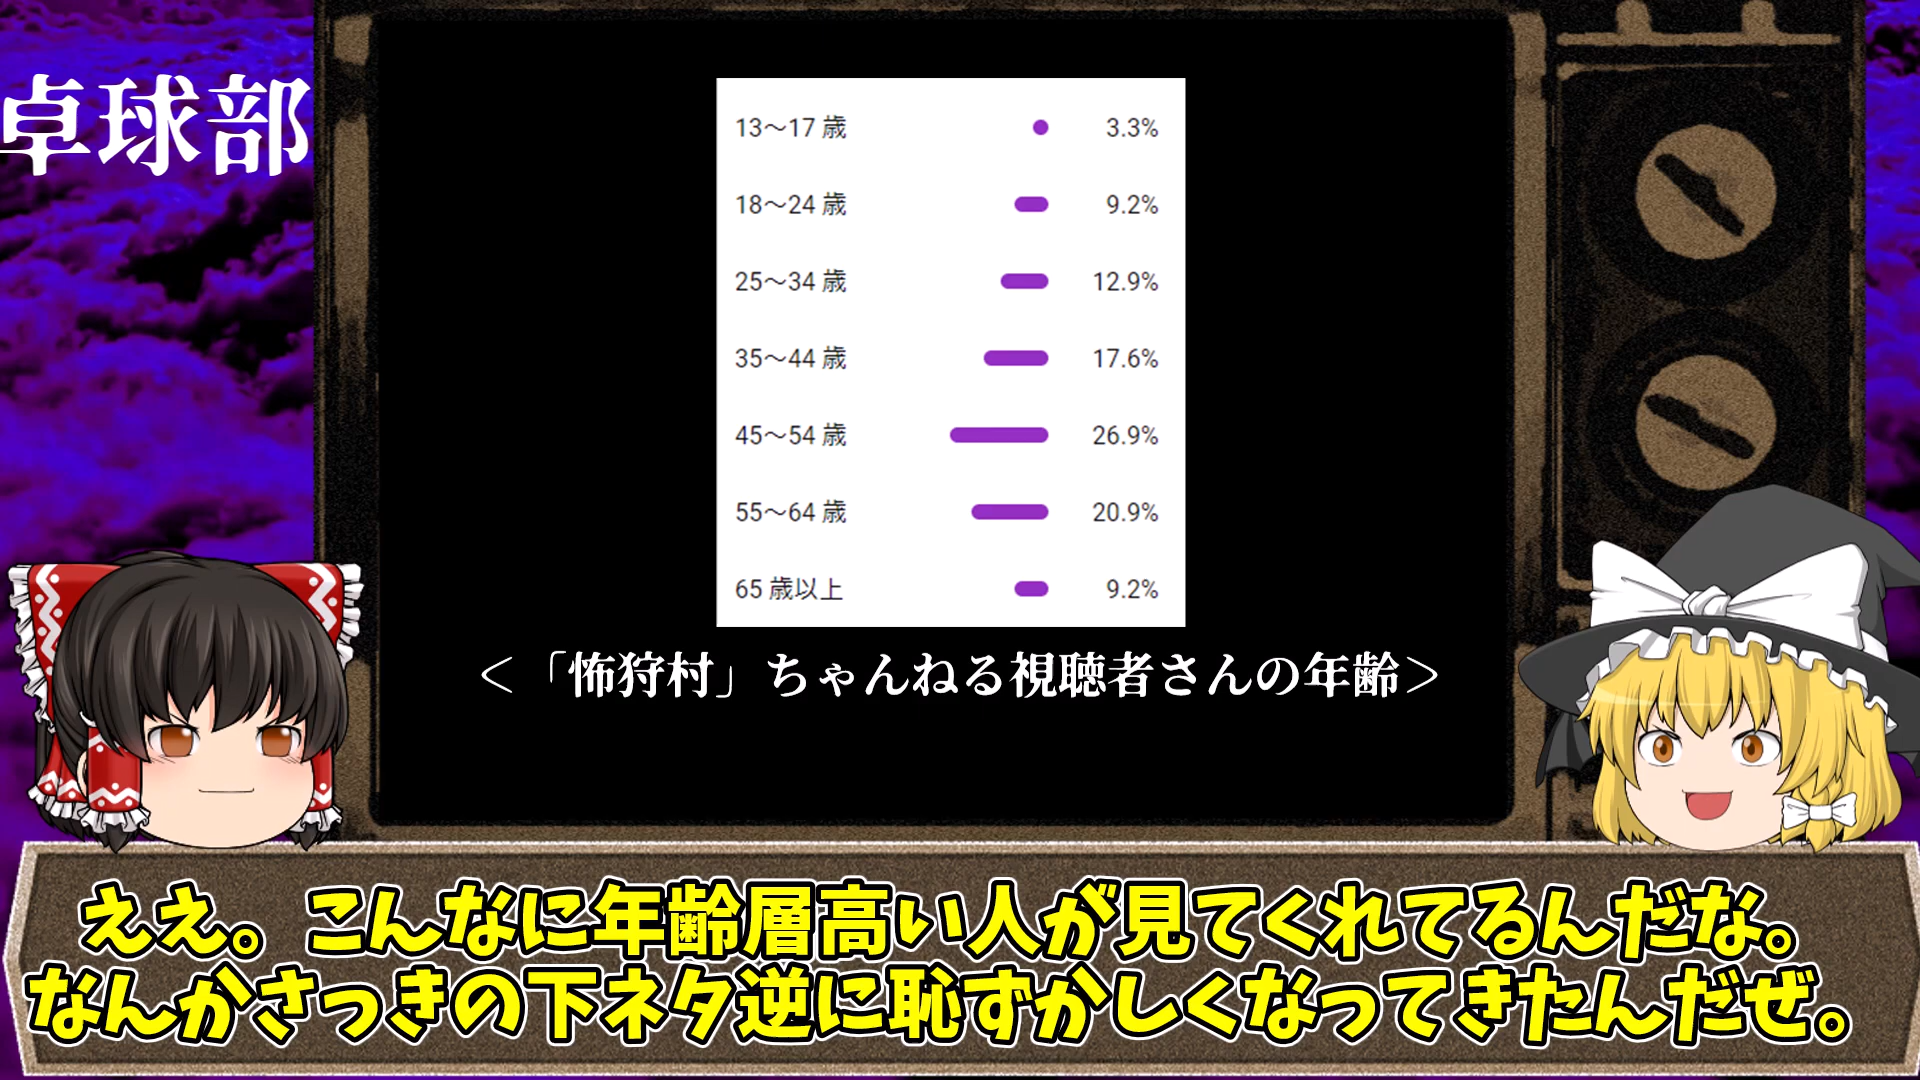 卓球部
13～17 歳 3.3%
18～24 歳 9.2%
25～34 歳 12.9%
35～44 歳 17.6%
45～54 歳 26.9%
55～64 歳 20.9%
65 歳以上 9.2%
＜「怖狩村」ちゃんねる視聴者さんの年齢＞
ええ。こんなに年齢層高い人が見てくれてるんだな。
なんかさっきの下ネタ逆に恥ずかしくなってきたんだぜ。